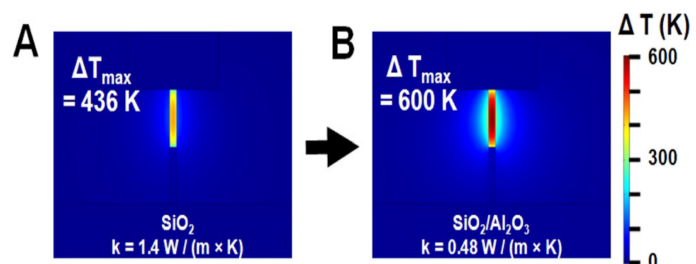 A
ΔTmax
= 436 K
SiO2
k = 1.4 W / (m × K)
B
Δ Tmax
= 600 K
SiO2/Al2O3
k = 0.48 W / (m × K)
Δ T (K)
600
300
0